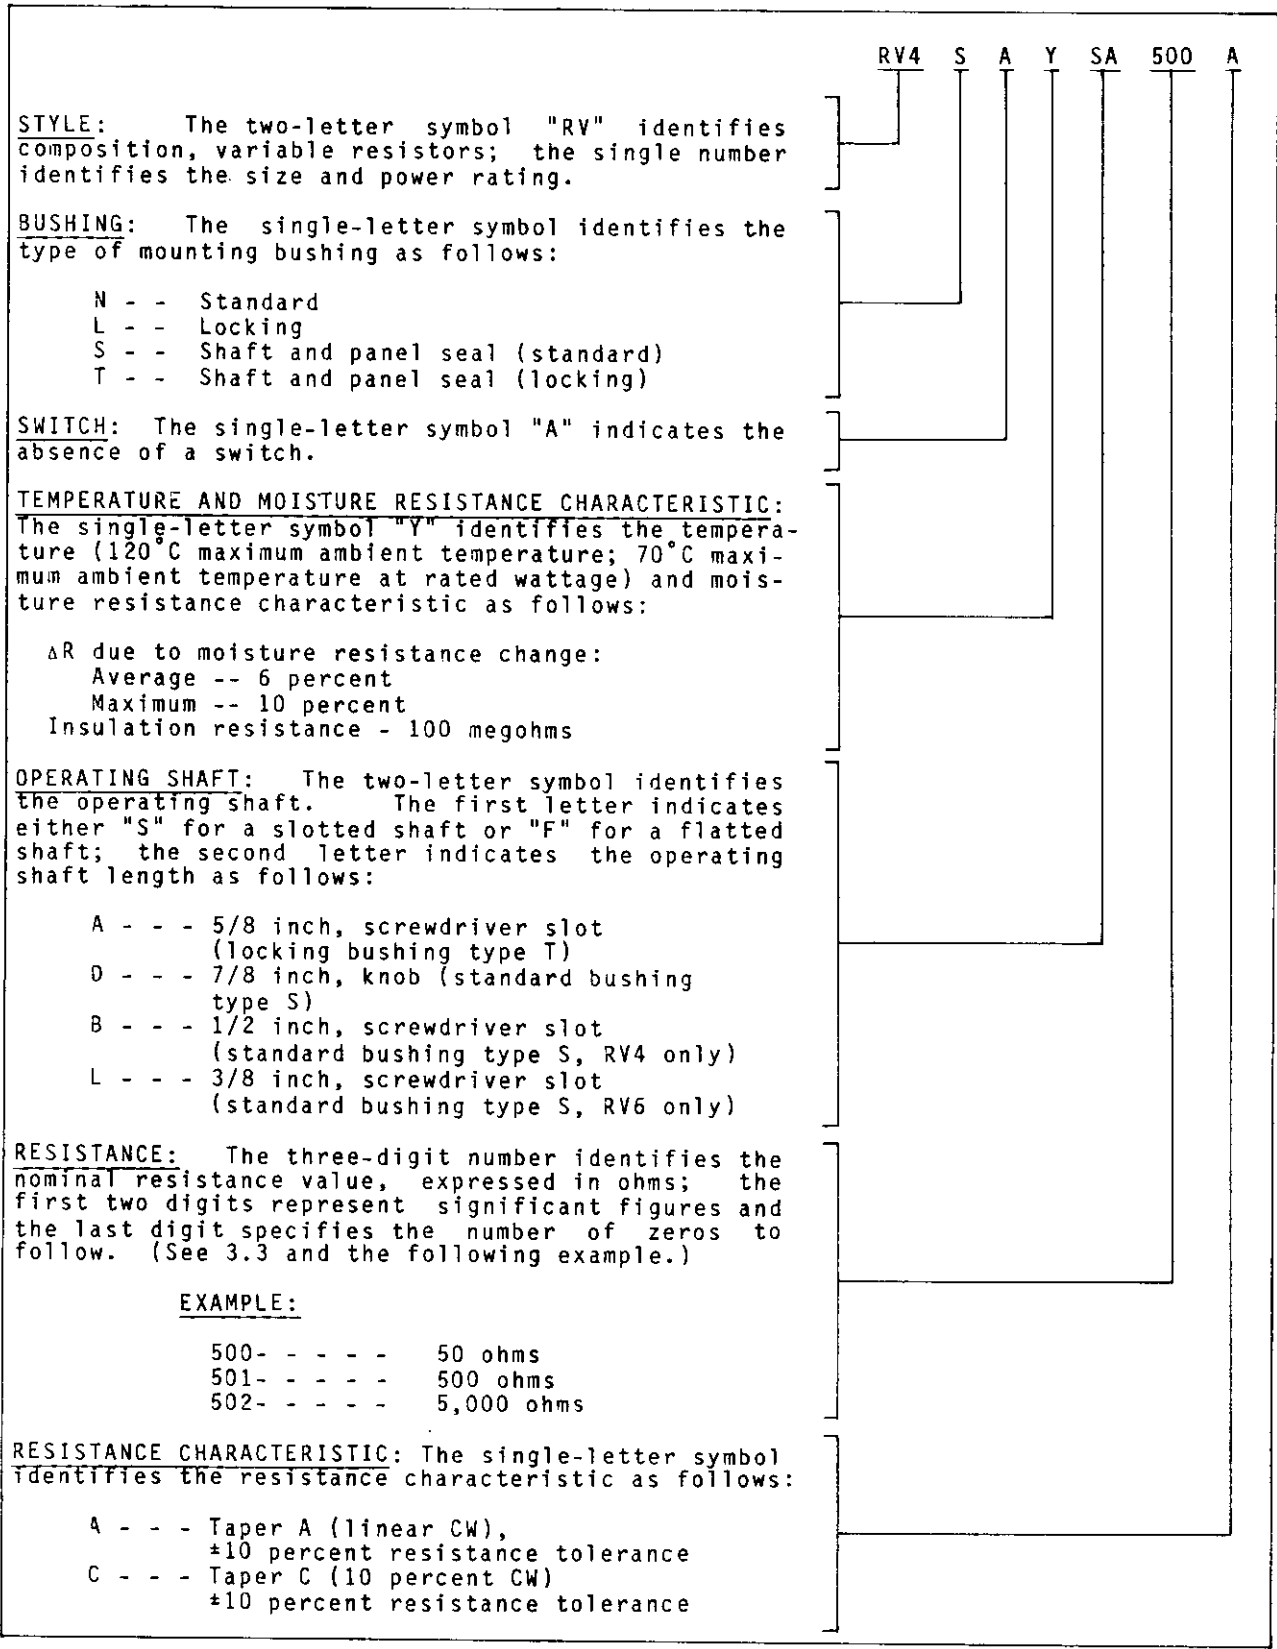 RV4 S A Y SA 500 A
STYLE: The two-letter symbol "RV" identifies
composition, variable resistors; the single number
identifies the size and power rating.
BUSHING: The single-letter symbol identifies the
type of mounting bushing as follows:
N - - Standard
L - - Locking
S - - Shaft and panel seal (standard)
T - - Shaft and panel seal (locking)
SWITCH: The single-letter symbol "A" indicates the
absence of a switch.
TEMPERATURE AND MOISTURE RESISTANCE CHARACTERISTIC:
The single-letter symbol "Y" identifies the tempera-
ture (120°C maximum ambient temperature; 70°C maxi-
mum ambient temperature at rated wattage) and mois-
ture resistance characteristic as follows:
ΔR due to moisture resistance change:
Average -- 6 percent
Maximum -- 10 percent
Insulation resistance - 100 megohms
OPERATING SHAFT: The two-letter symbol identifies
the operating shaft. The first letter indicates
either "S" for a slotted shaft or "F" for a flatted
shaft; the second letter indicates the operating
shaft length as follows:
A - - - 5/8 inch, screwdriver slot
(locking bushing type T)
D - - - 7/8 inch, knob (standard bushing
type S)
B - - - 1/2 inch, screwdriver slot
(standard bushing type S, RV4 only)
L - - - 3/8 inch, screwdriver slot
(standard bushing type S, RV6 only)
RESISTANCE: The three-digit number identifies the
nominal resistance value, expressed in ohms; the
first two digits represent significant figures and
the last digit specifies the number of zeros to
follow. (See 3.3 and the following example.)
EXAMPLE:
500- - - - - 50 ohms
501- - - - - 500 ohms
502- - - - - 5,000 ohms
RESISTANCE CHARACTERISTIC: The single-letter symbol
identifies the resistance characteristic as follows:
A - - - Taper A (linear CW),
±10 percent resistance tolerance
C - - - Taper C (10 percent CW)
±10 percent resistance tolerance